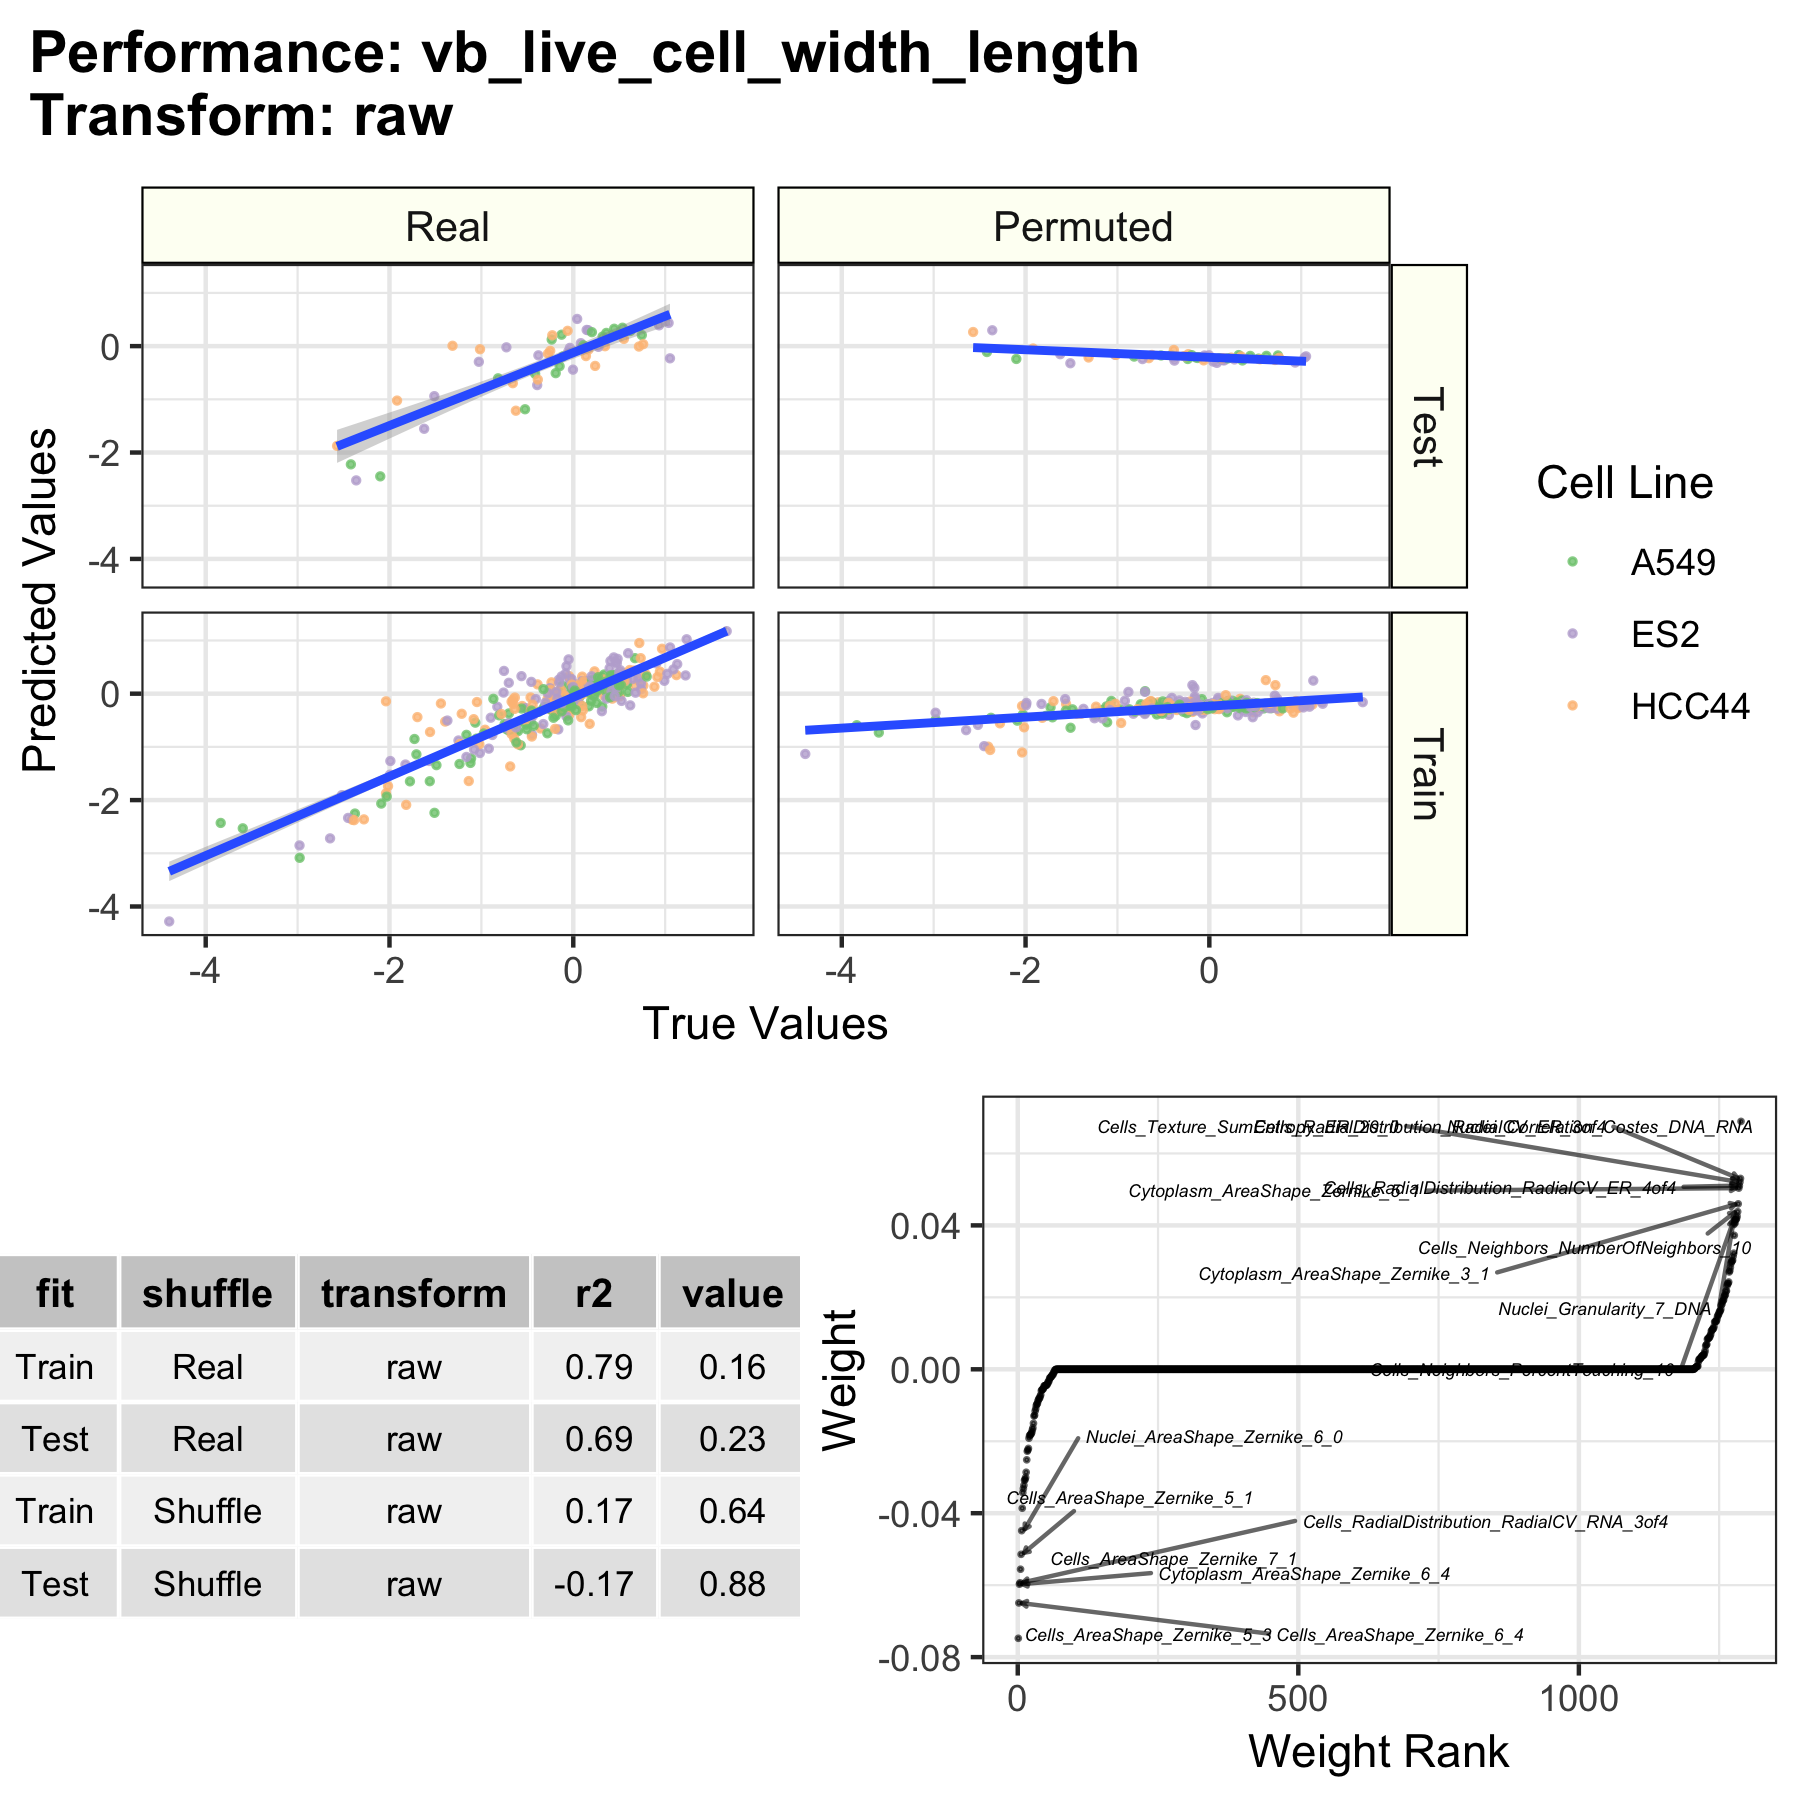 Performance: vb_live_cell_width_length
Transform: raw
Real
Permuted
0
-2
-4
Test
0
-2
-4
Train
-4
-2
0
-4
-2
0
Predicted Values
True Values
Cell Line
A549
ES2
HCC44
fit shuffle transform r2 value
Train Real raw 0.79 0.16
Test Real raw 0.69 0.23
Train Shuffle raw 0.17 0.64
Test Shuffle raw -0.17 0.88
Weight
0.04
0.00
-0.04
-0.08
Cells_RadialDistribution_RadialCV_ER_3of4
Cells_RadialDistribution_RadialCV_ER_4of4
Cytoplasm_AreaShape_Zernike_5_1
Cells_Neighbors_NumberOfNeighbors_10
Cytoplasm_AreaShape_Zernike_3_1
Nuclei_Granularity_7_DNA
Cells_Neighbors_PercentTouching_10
Nuclei_AreaShape_Zernike_6_0
Cells_AreaShape_Zernike_5_1
Cells_RadialDistribution_RadialCV_RNA_3of4
Cells_AreaShape_Zernike_7_1
Cytoplasm_AreaShape_Zernike_6_4
Cells_AreaShape_Zernike_5_3
Cells_AreaShape_Zernike_6_4
0
500
1000
Weight Rank